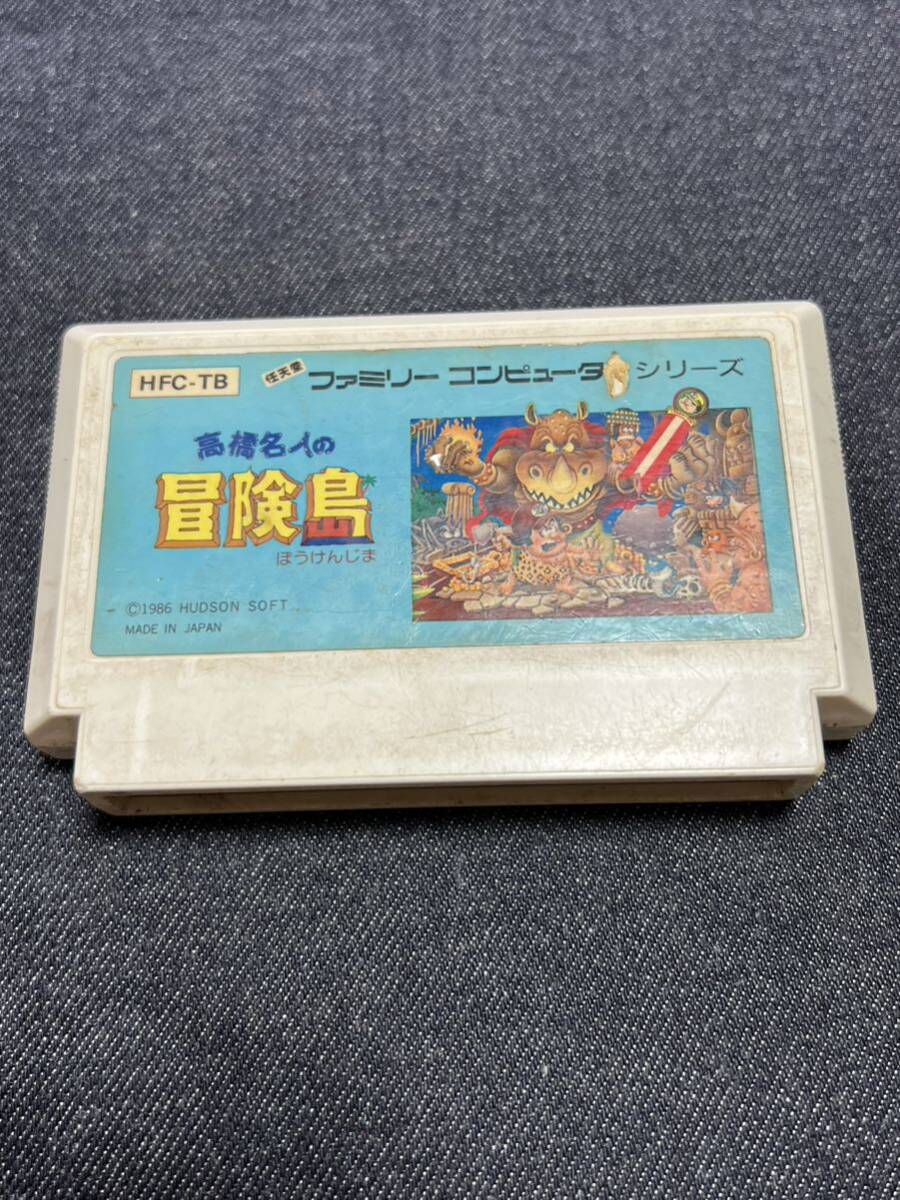 HFC-TB
任天堂 ファミリー コンピュータ シリーズ
高橋名人の
冒険島
ぼうけんじま
©1986 HUDSON SOFT
MADE IN JAPAN